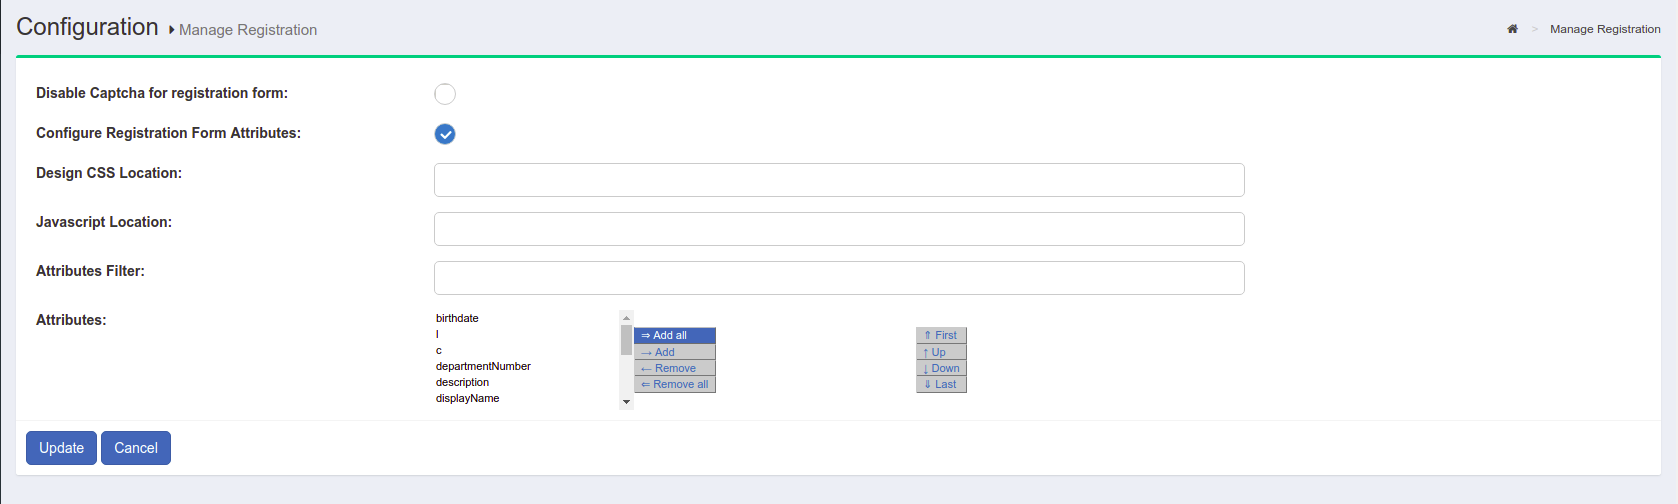 Configuration
Manage Registration
> Manage Registration
Disable Captcha for registration form:
Configure Registration Form Attributes:
Design CSS Location:
Javascript Location:
Attributes Filter:
Attributes:
birthdate
l
c
departmentNumber
description
displayName
⇒ Add all
→ Add
← Remove
⇐ Remove all
⇑ First
↑ Up
↓ Down
⇓ Last
Update
Cancel